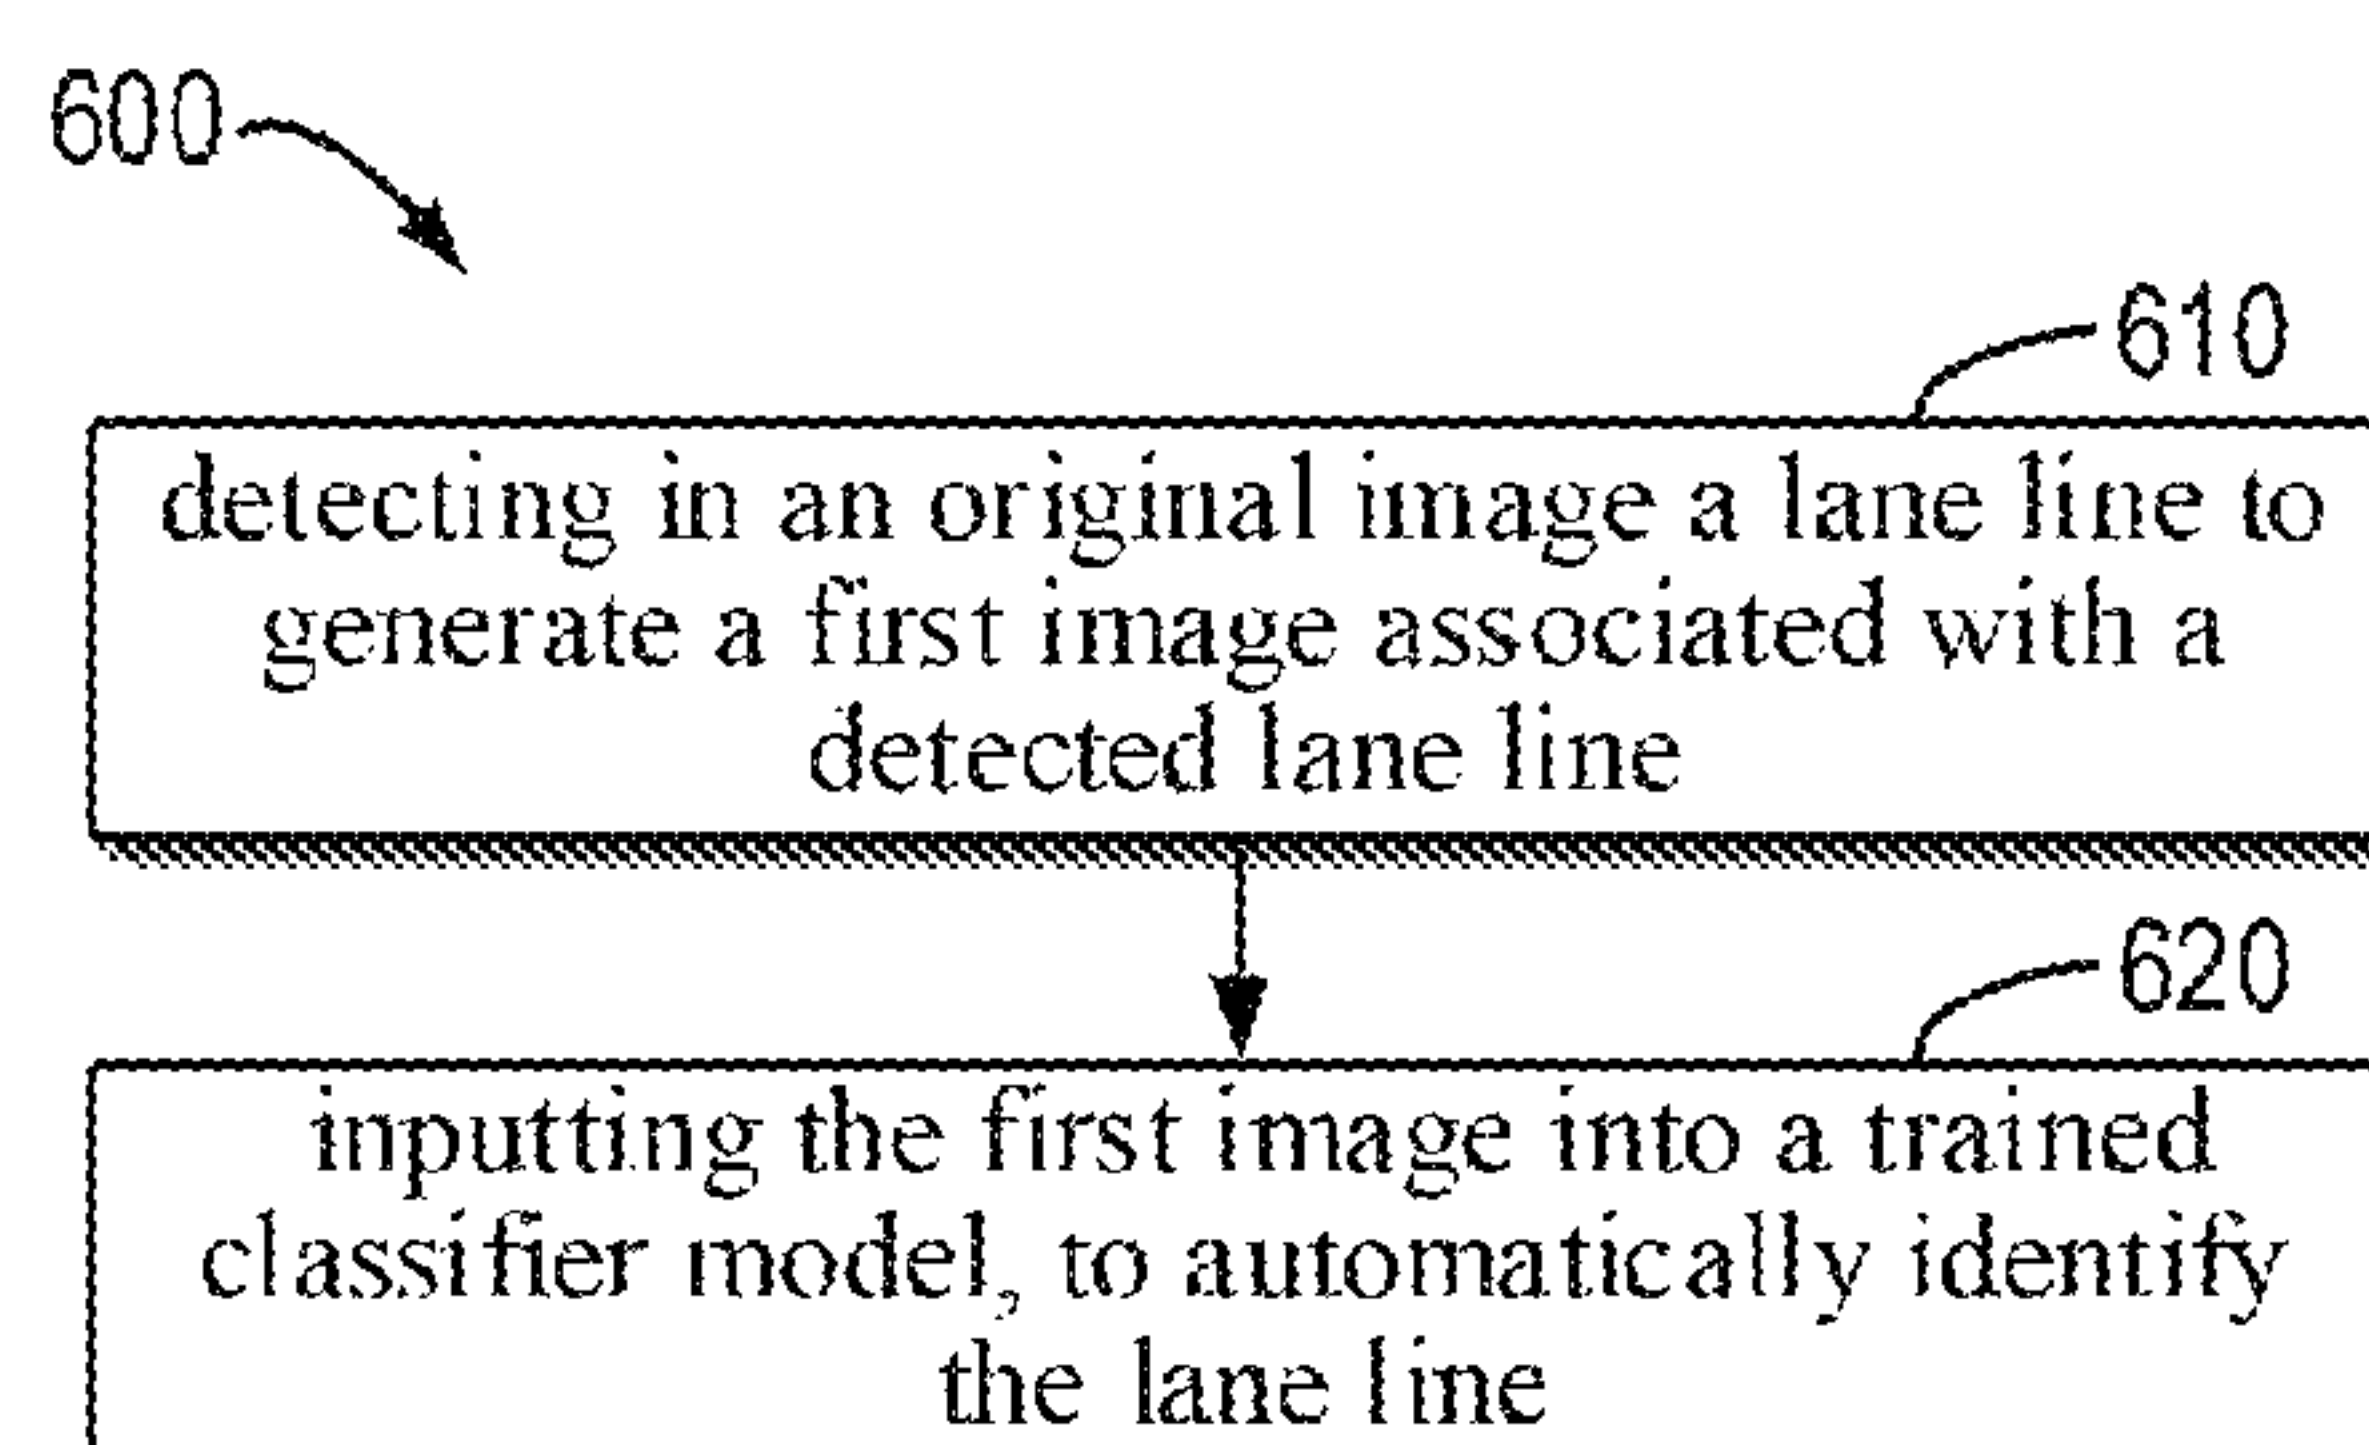 600
610
detecting in an original image a lane line to
generate a first image associated with a
detected lane line
620
inputting the first image into a trained
classifier model, to automatically identify
the lane line